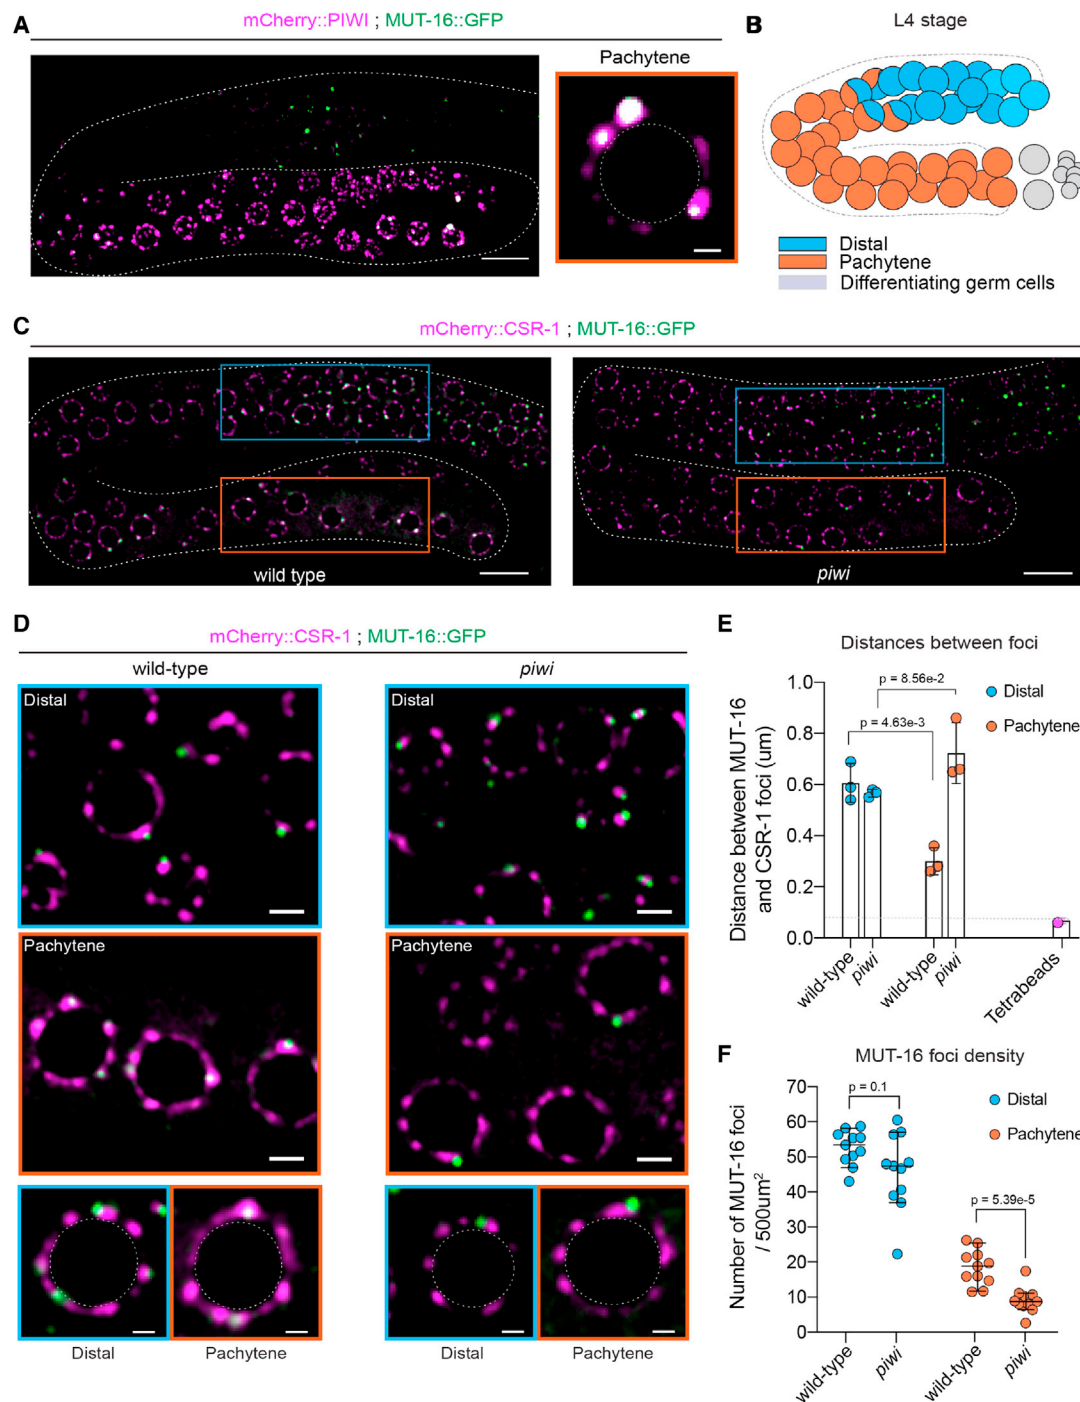 A
mCherry::PIWI ; MUT-16::GFP
Pachytene
B
L4 stage
Distal
Pachytene
Differentiating germ cells
C
mCherry::CSR-1 ; MUT-16::GFP
wild type
piwi
D
mCherry::CSR-1 ; MUT-16::GFP
wild-type
piwi
Distal
Distal
Pachytene
Pachytene
Distal
Pachytene
Distal
Pachytene
E
Distances between foci
p = 8.56e-2
p = 4.63e-3
Distal
Pachytene
Distance between MUT-16
and CSR-1 foci (um)
1.0
0.8
0.6
0.4
0.2
0.0
wild-type
piwi
wild-type
piwi
Tetrabeads
F
MUT-16 foci density
p = 0.1
Distal
Pachytene
p = 5.39e-5
Number of MUT-16 foci
/ 500um²
70
60
50
40
30
20
10
0
wild-type
piwi
wild-type
piwi